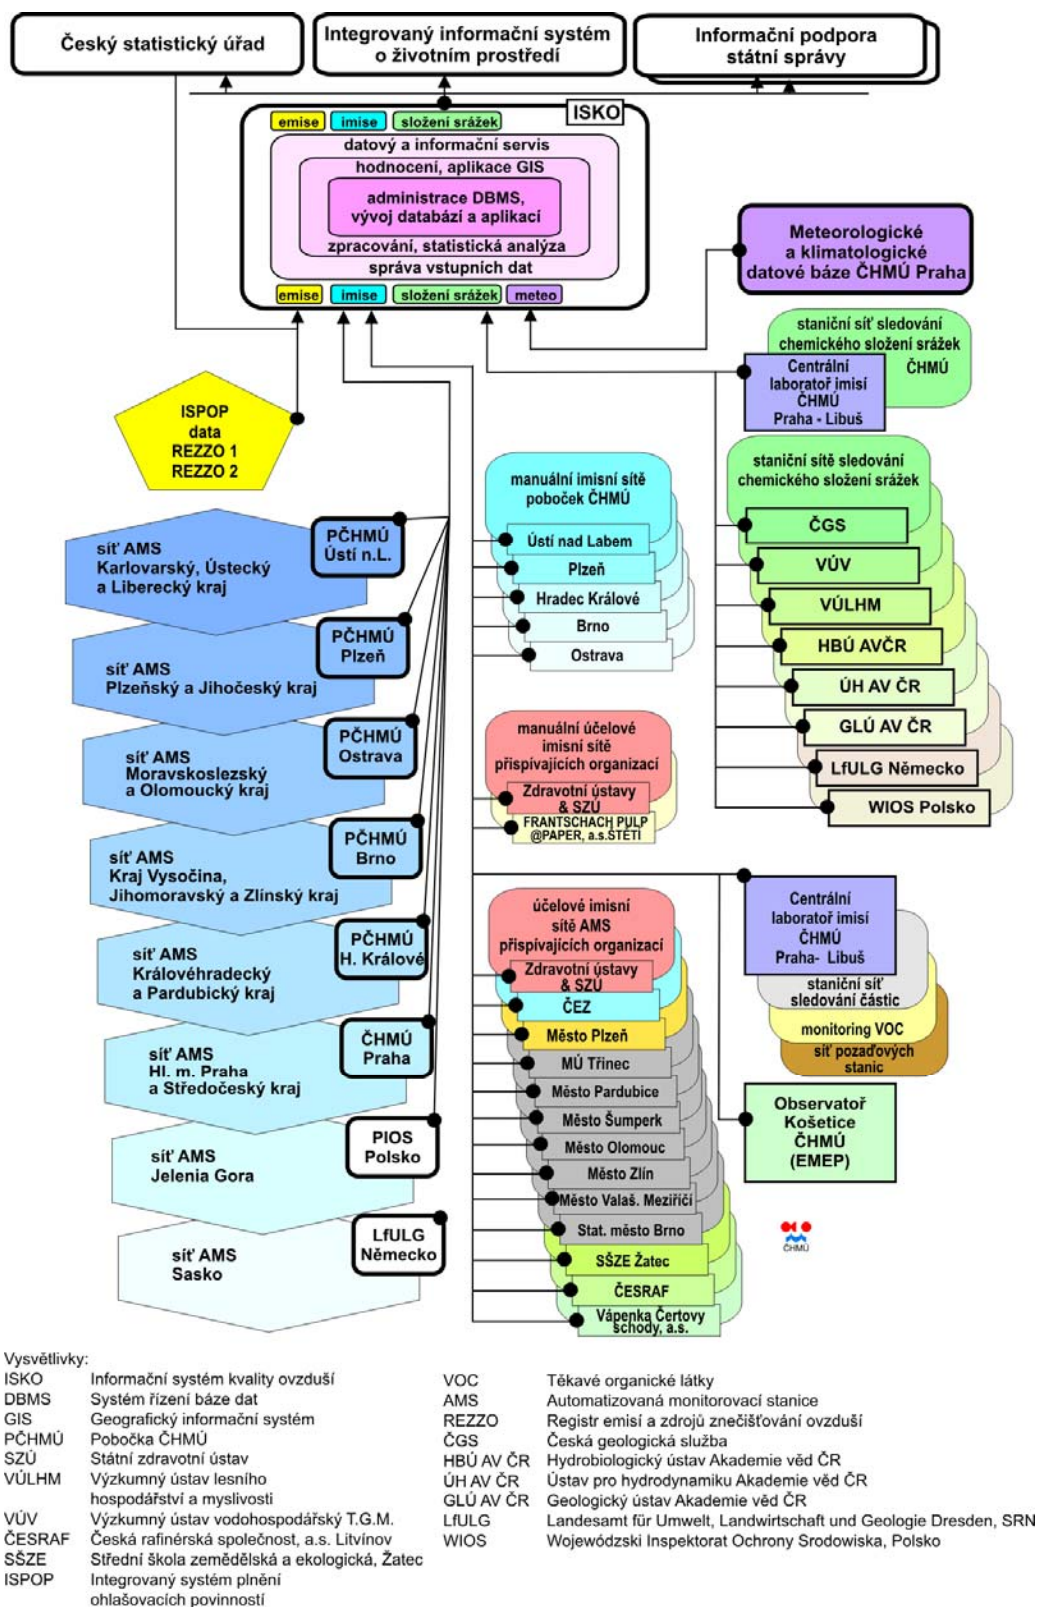 Český statistický úřad
Integrovaný informační systém
o životním prostředí
Informační podpora
státní správy
ISKO
emise
imise
složení srážek
datový a informační servis
hodnocení, aplikace GIS
administrace DBMS,
vývoj databází a aplikací
zpracování, statistická analýza
správa vstupních dat
emise
imise
složení srážek
meteo
Meteorologické
a klimatologické
datové báze ČHMÚ Praha
staniční síť sledování
chemického složení srážek
ČHMÚ
Centrální
laboratoř imisí
ČHMÚ
Praha - Libuš
ISPOP
data
REZZO 1
REZZO 2
síť AMS
Karlovarský, Ústecký
a Liberecký kraj
PČHMÚ
Ústí n.L.
síť AMS
Plzeňský a Jihočeský kraj
PČHMÚ
Plzeň
síť AMS
Moravskoslezský
a Olomoucký kraj
PČHMÚ
Ostrava
síť AMS
Kraj Vysočina,
Jihomoravský a Zlínský kraj
PČHMÚ
Brno
síť AMS
Královéhradecký
a Pardubický kraj
PČHMÚ
H. Králové
síť AMS
Hl. m. Praha
a Středočeský kraj
ČHMÚ
Praha
síť AMS
Jelenia Gora
PIOS
Polsko
síť AMS
Sasko
LfULG
Německo
manuální imisní sítě
poboček ČHMÚ
Ústí nad Labem
Plzeň
Hradec Králové
Brno
Ostrava
manuální účelové
imisní sítě
přispívajících organizací
Zdravotní ústavy
& SZÚ
FRANTSCHACH PULP
@PAPER, a.s.ŠTĚTÍ
účelové imisní
sítě AMS
přispívajících organizací
Zdravotní ústavy
& SZÚ
ČEZ
Město Plzeň
MÚ Třinec
Město Pardubice
Město Šumperk
Město Olomouc
Město Zlín
Město Valaš. Meziříčí
Stat. město Brno
SŠZE Žatec
ČESRAF
Vápenka Čertovy
schody, a.s.
staniční sítě sledování
chemického složení srážek
ČGS
VÚV
VÚLHM
HBÚ AVČR
ÚH AV ČR
GLÚ AV ČR
LfULG Německo
WIOS Polsko
Centrální
laboratoř imisí
ČHMÚ
Praha- Libuš
staniční síť
sledování částic
monitoring VOC
síť pozaďových
stanic
Observatoř
Košetice
ČHMÚ
(EMEP)
ČHMÚ
Vysvětlivky:
ISKO Informační systém kvality ovzduší
DBMS Systém řízení báze dat
GIS Geografický informační systém
PČHMÚ Pobočka ČHMÚ
SZÚ Státní zdravotní ústav
VÚLHM Výzkumný ústav lesního
hospodářství a myslivosti
VÚV Výzkumný ústav vodohospodářský T.G.M.
ČESRAF Česká rafinérská společnost, a.s. Litvínov
SŠZE Střední škola zemědělská a ekologická, Žatec
ISPOP Integrovaný systém plnění
ohlašovacích povinností
VOC Těkavé organické látky
AMS Automatizovaná monitorovací stanice
REZZO Registr emisí a zdrojů znečišťování ovzduší
ČGS Česká geologická služba
HBÚ AV ČR Hydrobiologický ústav Akademie věd ČR
ÚH AV ČR Ústav pro hydrodynamiku Akademie věd ČR
GLÚ AV ČR Geologický ústav Akademie věd ČR
LfULG Landesamt für Umwelt, Landwirtschaft und Geologie Dresden, SRN
WIOS Wojewódzski Inspektorat Ochrony Srodowiska, Polsko